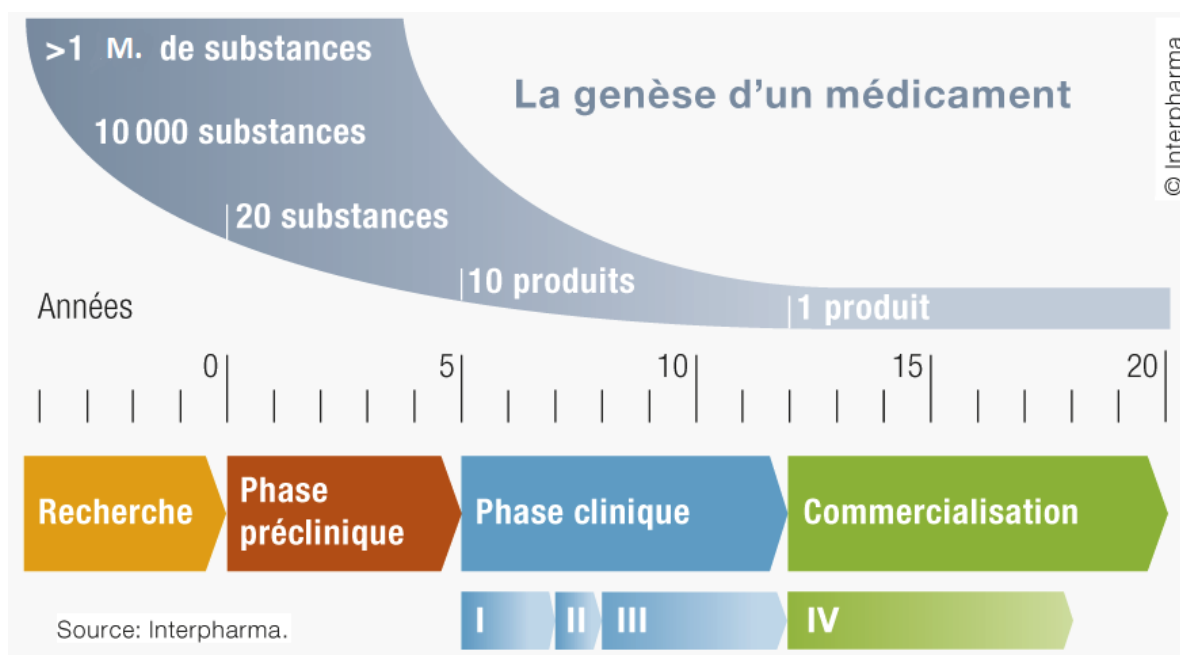 >1 M. de substances
La genèse d'un médicament
© Interpharma
10 000 substances
20 substances
10 produits
1 produit
Années
0 5 10 15 20
Recherche
Phase
préclinique
Phase clinique
Commercialisation
I II III IV
Source: Interpharma.